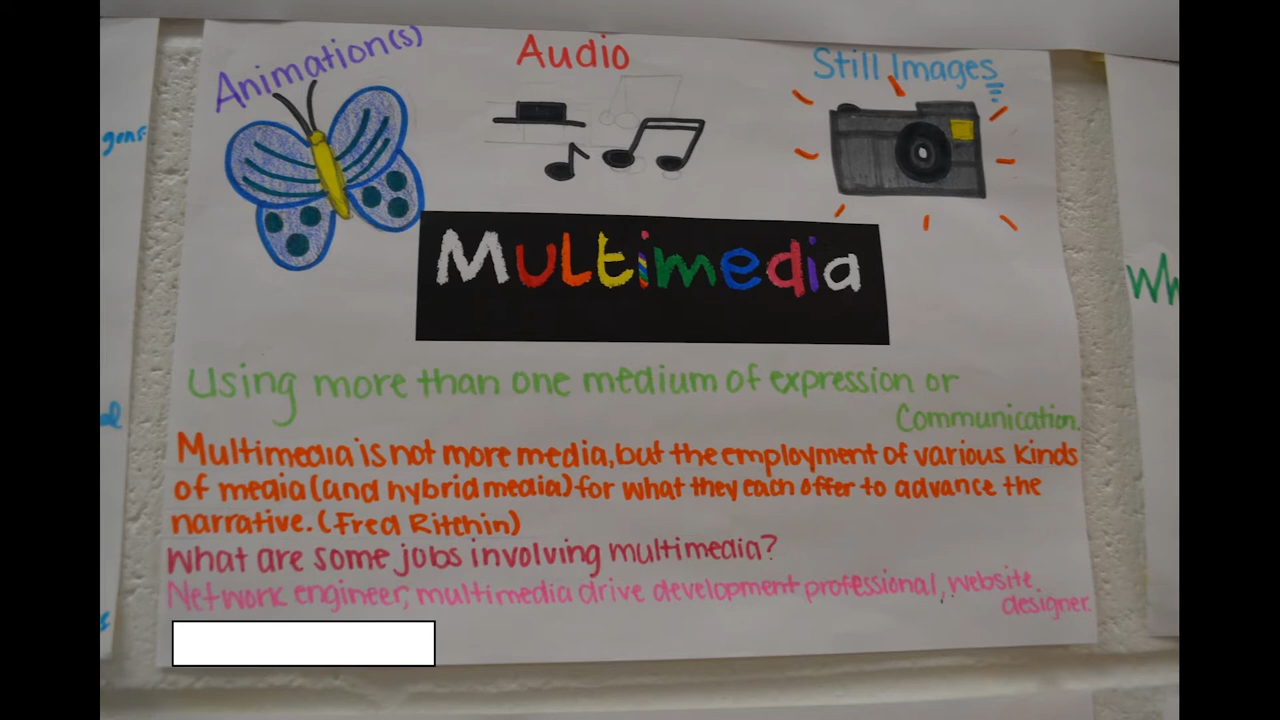 Animation(s)
Audio
Still Images
Multimedia
Using more than one medium of expression or
Communication.
Multimedia is not more media, but the employment of various kinds
of media (and hybrid media) for what they each offer to advance the
narrative. (Fred Ritchin)
What are some jobs involving multimedia?
Network engineer, multimedia drive development professional, website
designer.